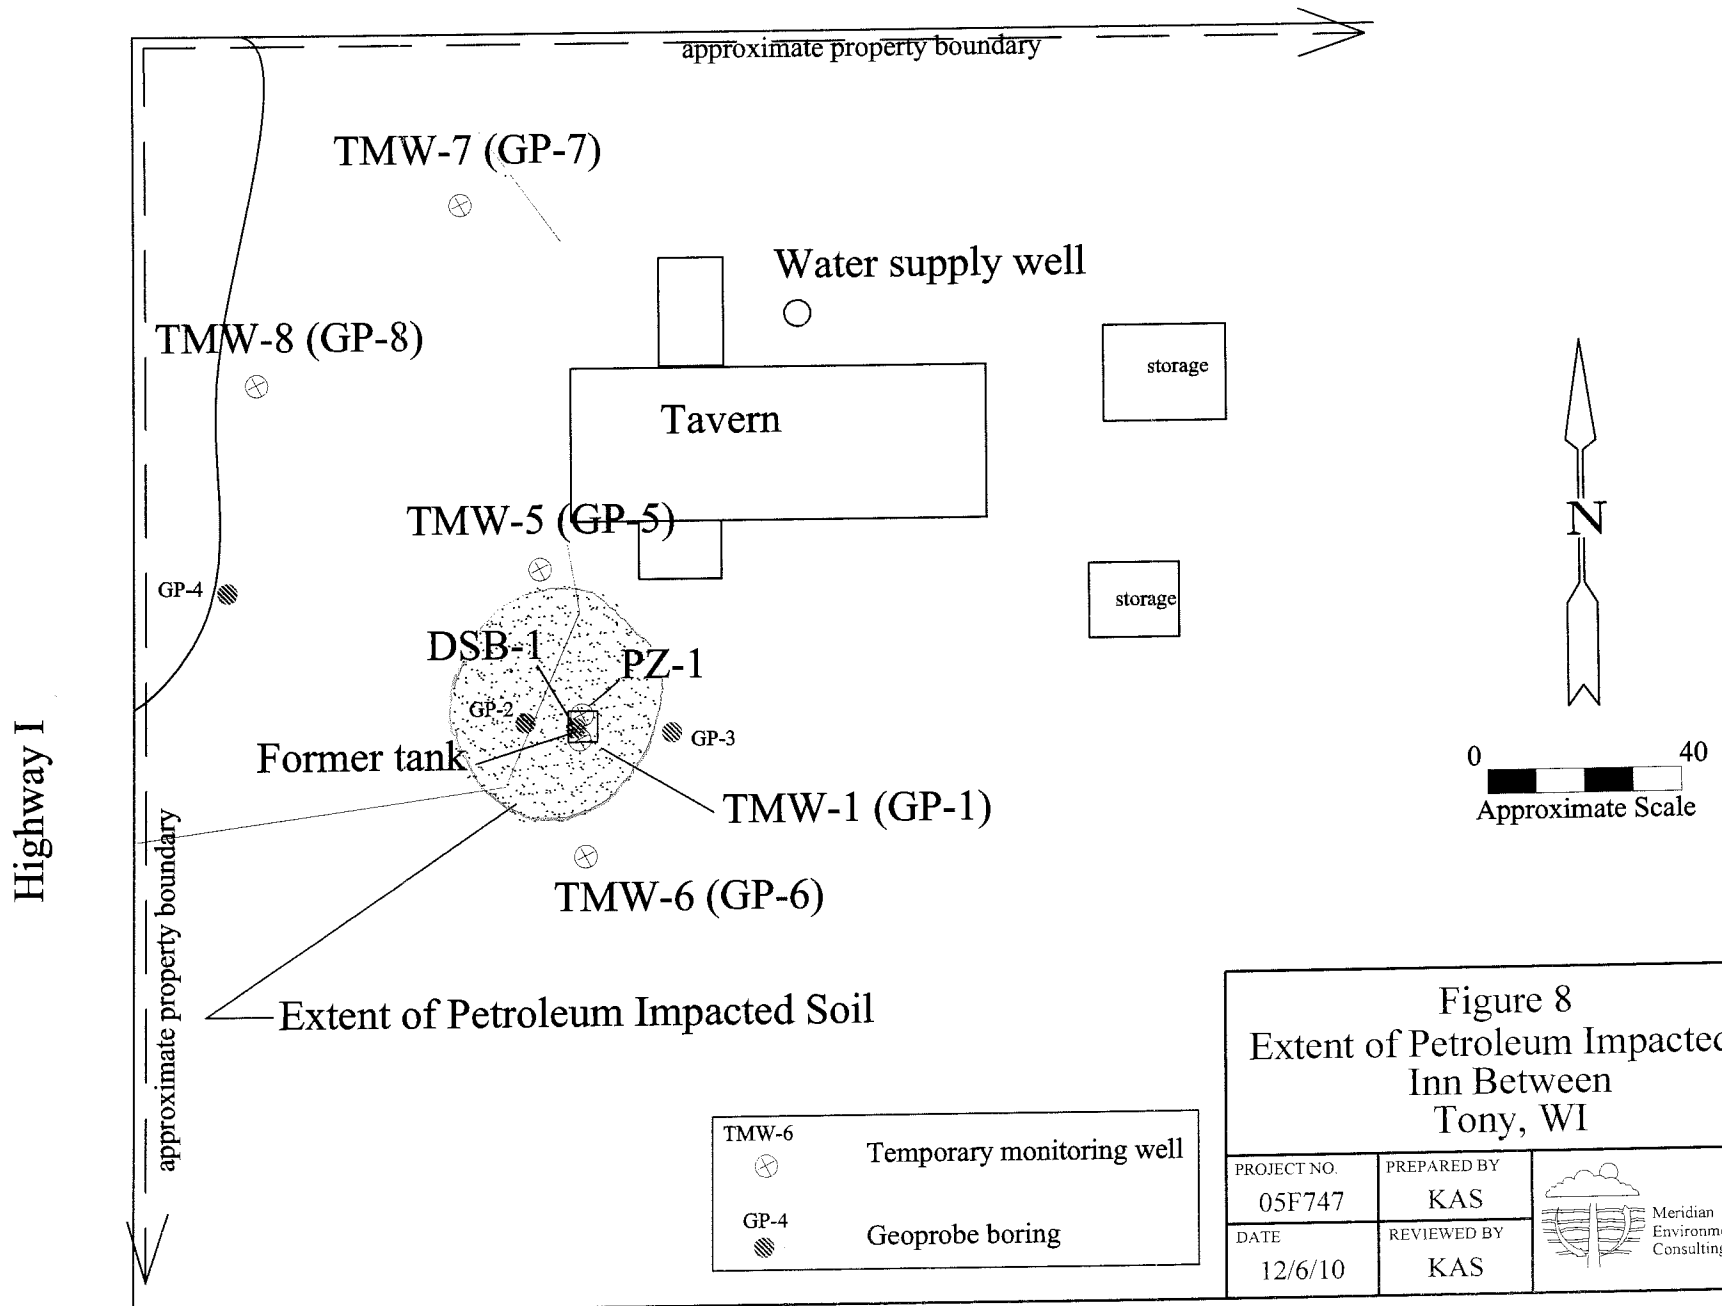 approximate property boundary
TMW-7 (GP-7)
Water supply well
TMW-8 (GP-8)
storage
Tavern
N
TMW-5 (GP-5)
GP-4
storage
DSB-1
PZ-1
GP-2
GP-3
Former tank
0 40
Approximate Scale
TMW-1 (GP-1)
Highway I
approximate property boundary
TMW-6 (GP-6)
Extent of Petroleum Impacted Soil
Figure 8
Extent of Petroleum Impacted
Inn Between
Tony, WI
TMW-6
Temporary monitoring well
GP-4
Geoprobe boring
PROJECT NO.
05F747
PREPARED BY
KAS
DATE
12/6/10
REVIEWED BY
KAS
Meridian
Environme
Consulting